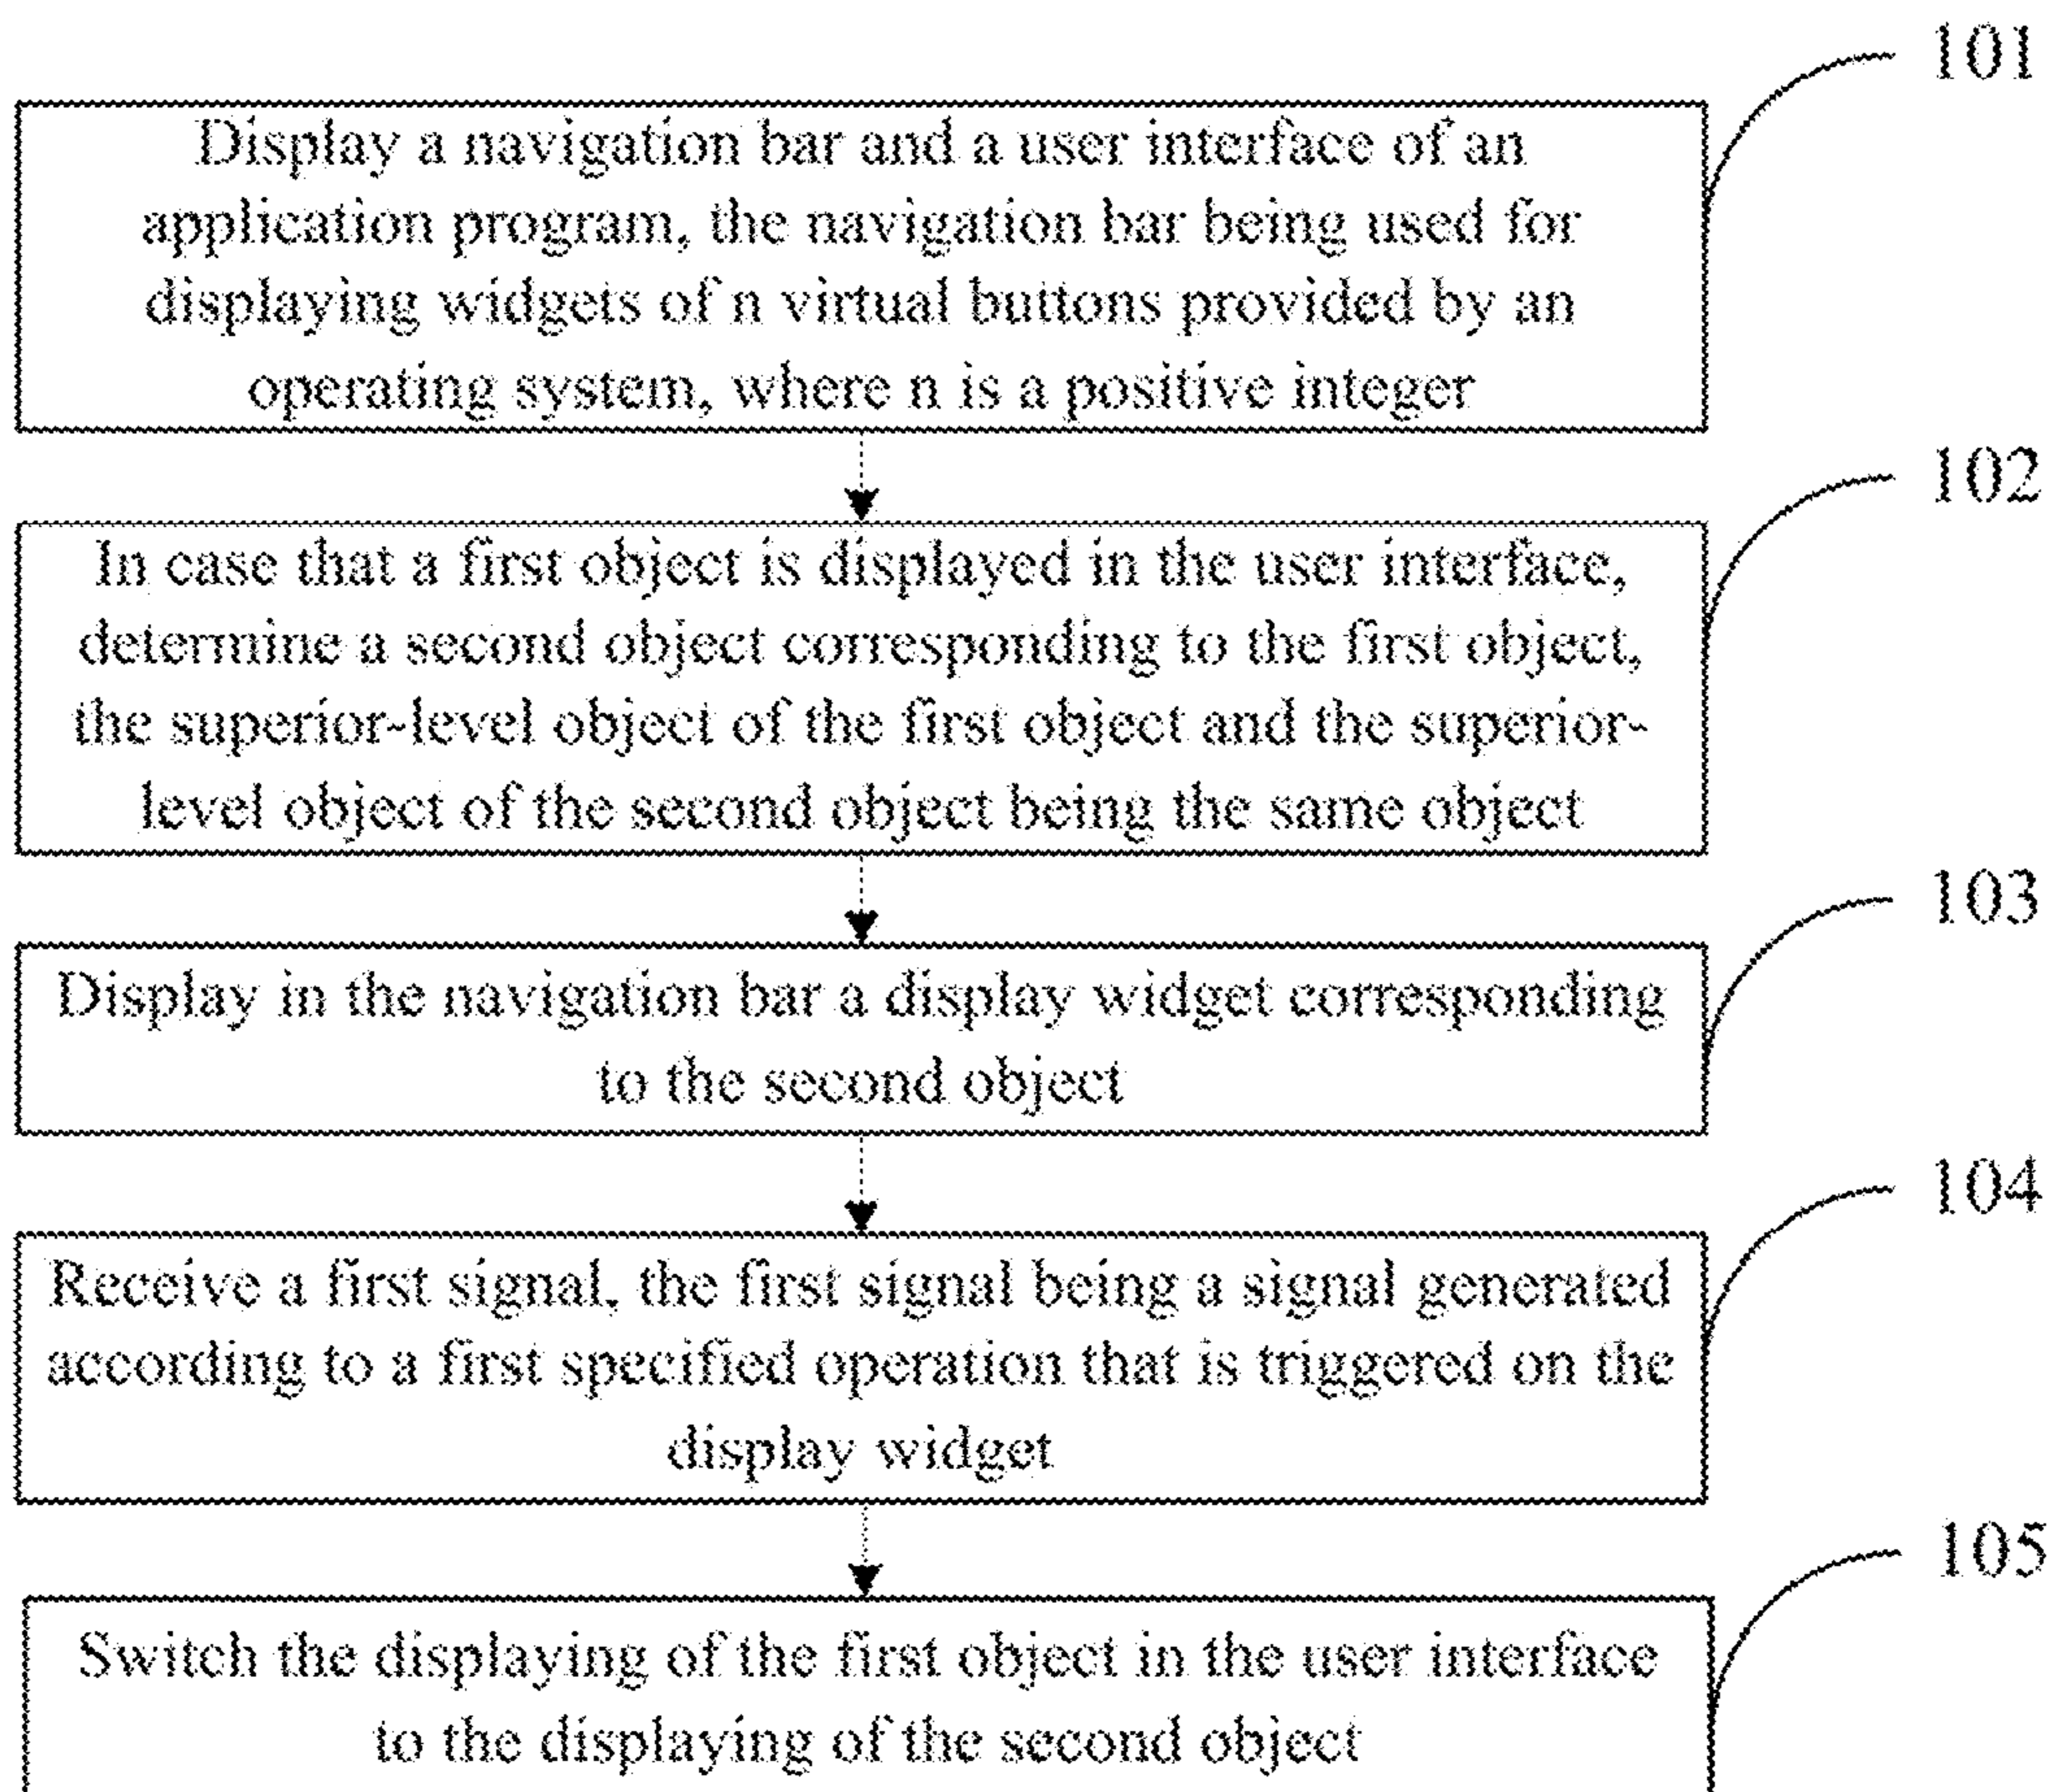 101
Display a navigation bar and a user interface of an
application program, the navigation bar being used for
displaying widgets of n virtual buttons provided by an
operating system, where n is a positive integer
102
In case that a first object is displayed in the user interface,
determine a second object corresponding to the first object,
the superior-level object of the first object and the superior-
level object of the second object being the same object
103
Display in the navigation bar a display widget corresponding
to the second object
104
Receive a first signal, the first signal being a signal generated
according to a first specified operation that is triggered on the
display widget
105
Switch the displaying of the first object in the user interface
to the displaying of the second object